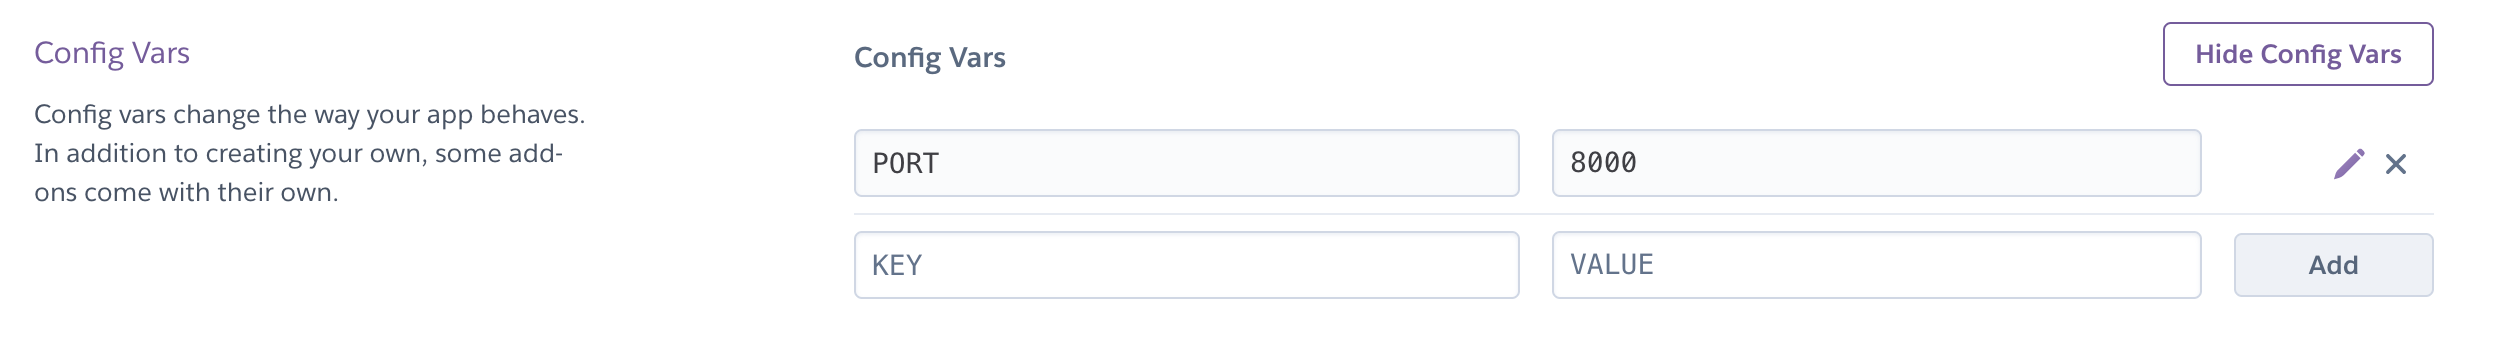 Config Vars
Config vars change the way your app behaves.
In addition to creating your own, some add-
ons come with their own.
Config Vars
Hide Config Vars
PORT
8000
KEY
VALUE
Add